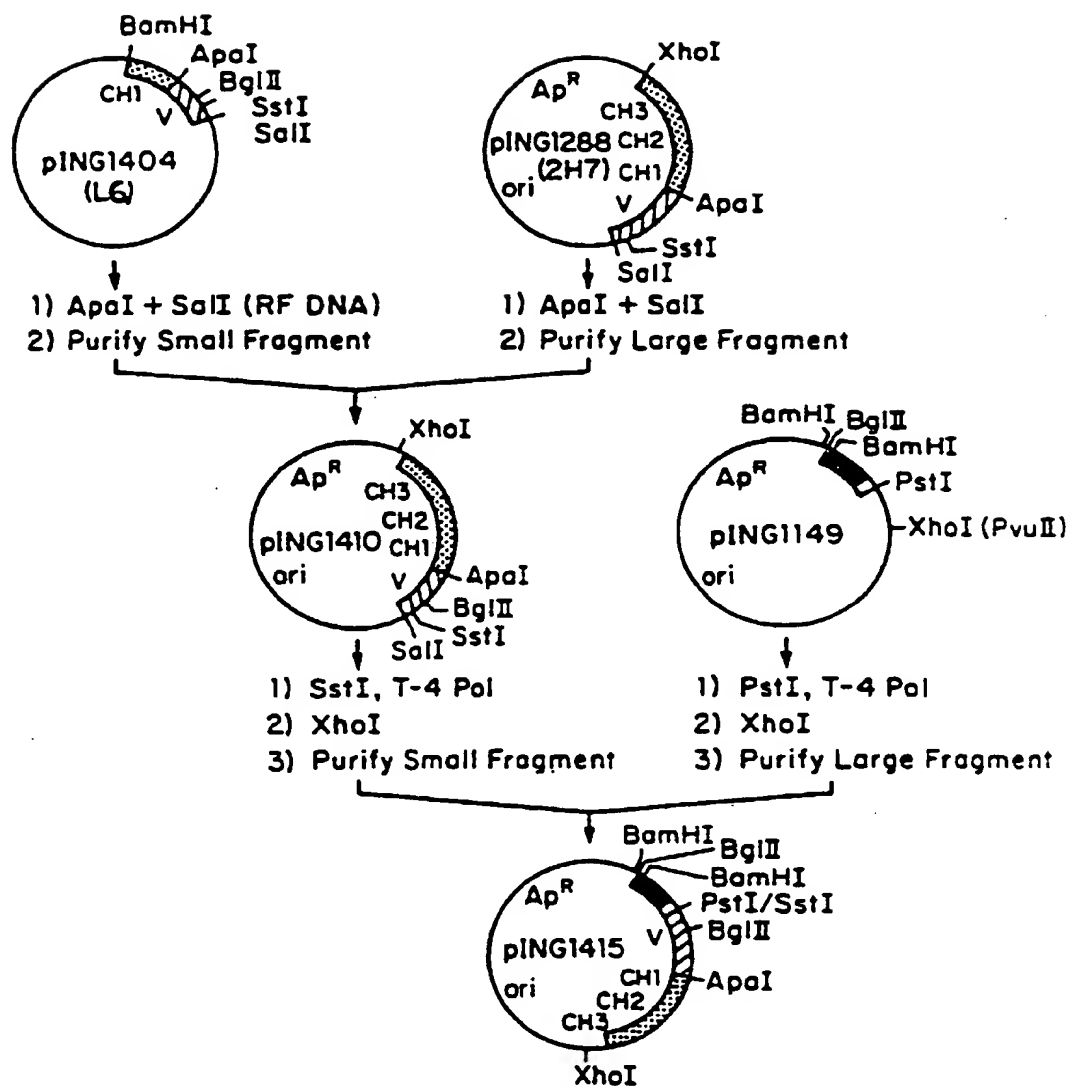 BamHI
ApaI
BglII
SstI
SalI
CH1
V
pING1404
(L6)
XhoI
Ap^R
CH3
pING1288 CH2
(2H7) CH1
ori
V
ApaI
SstI
SalI
1) ApaI + SalI (RF DNA)
2) Purify Small Fragment
1) ApaI + SalI
2) Purify Large Fragment
XhoI
Ap^R
CH3
CH2
pING1410 CH1
ori
V
ApaI
BglII
SstI
SalI
BamHI
BglII
BamHI
Ap^R
PstI
pING1149
XhoI (PvuII)
ori
1) SstI, T-4 Pol
2) XhoI
3) Purify Small Fragment
1) PstI, T-4 Pol
2) XhoI
3) Purify Large Fragment
BamHI
BglII
BamHI
Ap^R
PstI/SstI
V
BglII
pING1415
ori
CH1
ApaI
CH2
CH3
XhoI